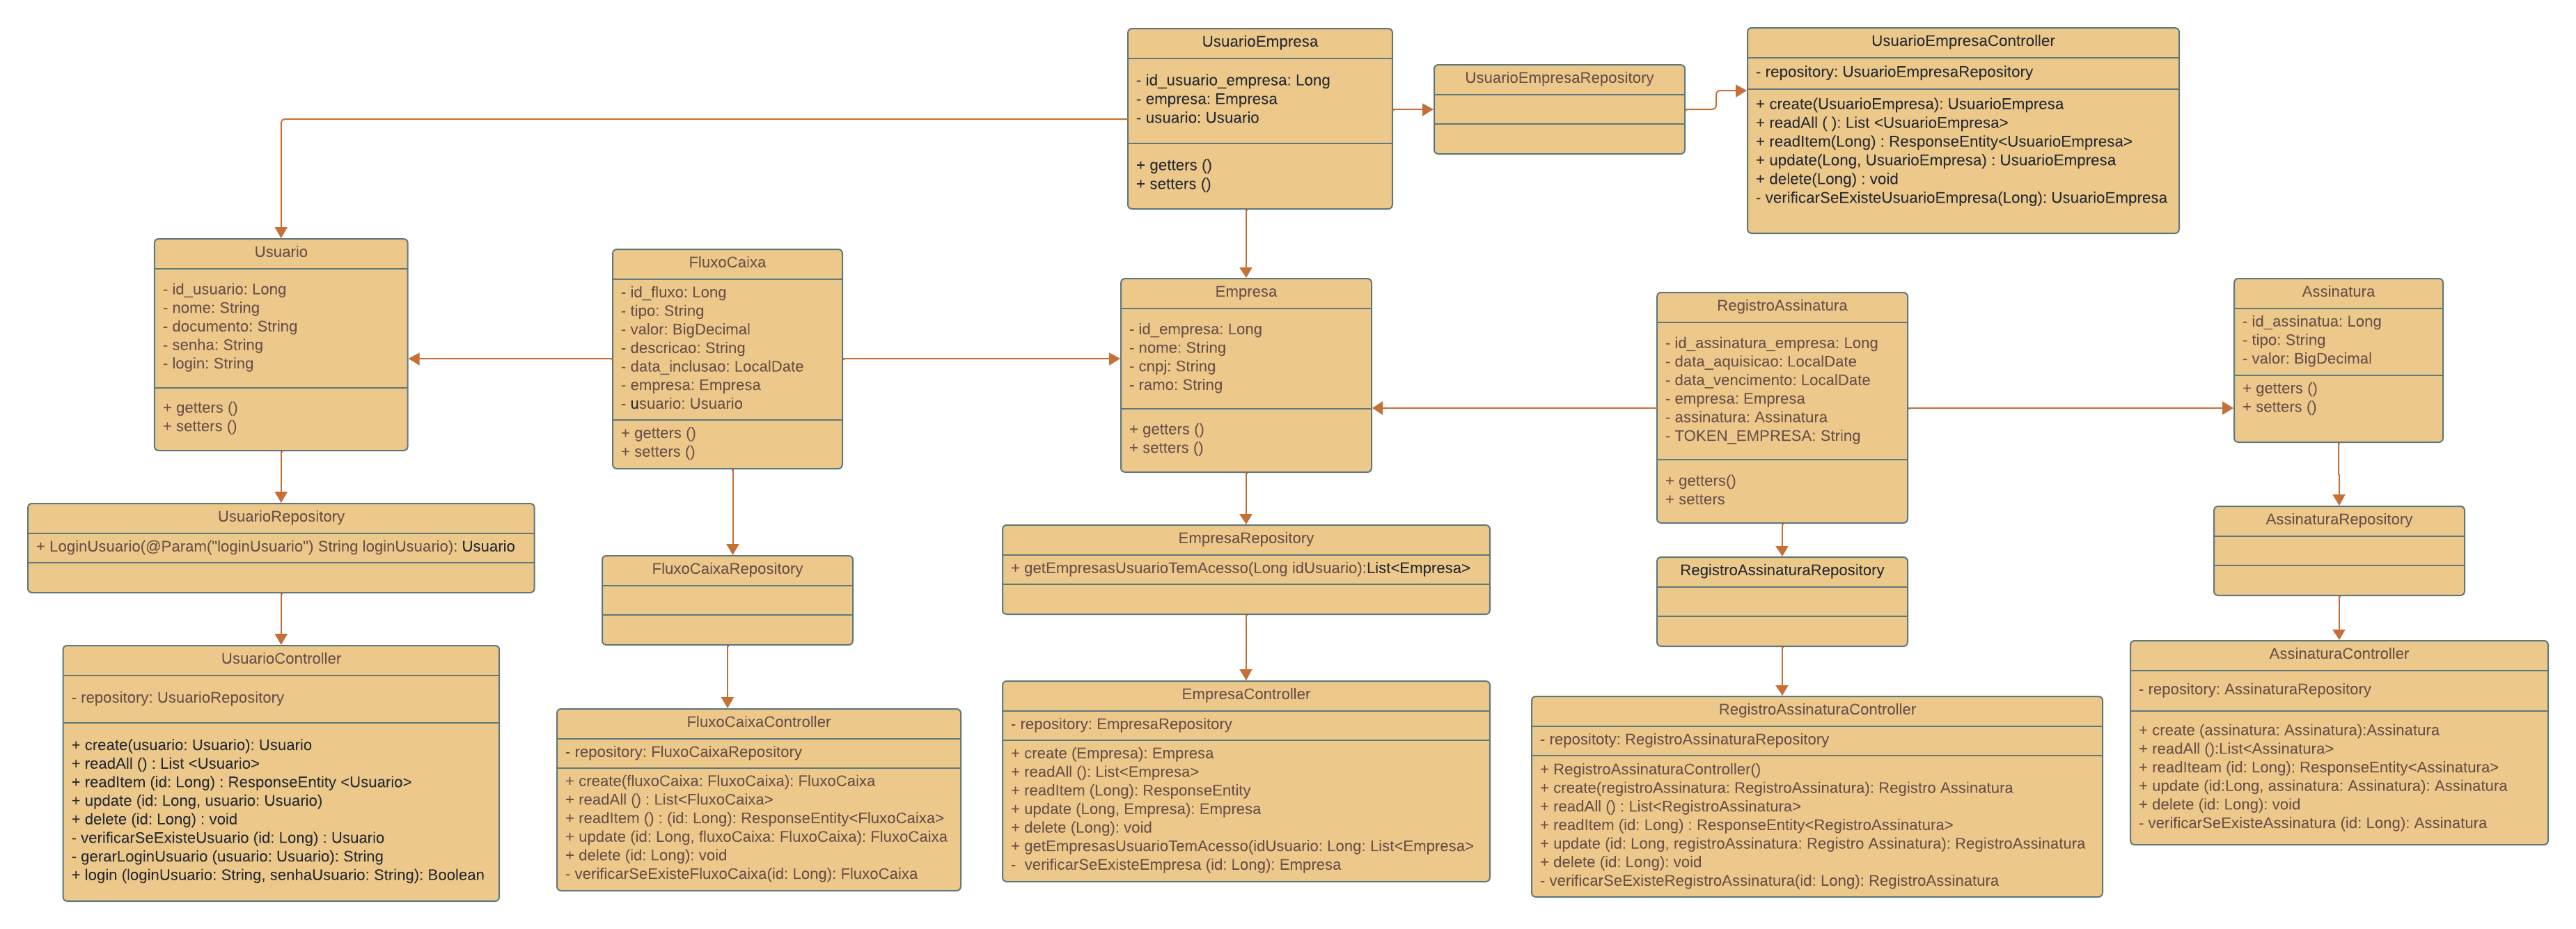 UsuarioEmpresa
- id_usuario_empresa: Long
- empresa: Empresa
- usuario: Usuario
+ getters ()
+ setters ()
UsuarioEmpresaRepository
UsuarioEmpresaController
- repository: UsuarioEmpresaRepository
+ create(UsuarioEmpresa): UsuarioEmpresa
+ readAll ( ): List <UsuarioEmpresa>
+ readItem(Long) : ResponseEntity<UsuarioEmpresa>
+ update(Long, UsuarioEmpresa) : UsuarioEmpresa
+ delete(Long) : void
- verificarSeExisteUsuarioEmpresa(Long): UsuarioEmpresa
Usuario
- id_usuario: Long
- nome: String
- documento: String
- senha: String
- login: String
+ getters ()
+ setters ()
FluxoCaixa
- id_fluxo: Long
- tipo: String
- valor: BigDecimal
- descricao: String
- data_inclusao: LocalDate
- empresa: Empresa
- usuario: Usuario
+ getters ()
+ setters ()
Empresa
- id_empresa: Long
- nome: String
- cnpj: String
- ramo: String
+ getters ()
+ setters ()
RegistroAssinatura
- id_assinatura_empresa: Long
- data_aquisicao: LocalDate
- data_vencimento: LocalDate
- empresa: Empresa
- assinatura: Assinatura
- TOKEN_EMPRESA: String
+ getters()
+ setters
Assinatura
- id_assinatua: Long
- tipo: String
- valor: BigDecimal
+ getters ()
+ setters ()
UsuarioRepository
+ LoginUsuario(@Param("loginUsuario") String loginUsuario): Usuario
FluxoCaixaRepository
EmpresaRepository
+ getEmpresasUsuarioTemAcesso(Long idUsuario):List<Empresa>
RegistroAssinaturaRepository
AssinaturaRepository
UsuarioController
- repository: UsuarioRepository
+ create(usuario: Usuario): Usuario
+ readAll () : List <Usuario>
+ readItem (id: Long) : ResponseEntity <Usuario>
+ update (id: Long, usuario: Usuario)
+ delete (id: Long) : void
- verificarSeExisteUsuario (id: Long) : Usuario
- gerarLoginUsuario (usuario: Usuario): String
+ login (loginUsuario: String, senhaUsuario: String): Boolean
FluxoCaixaController
- repository: FluxoCaixaRepository
+ create(fluxoCaixa: FluxoCaixa): FluxoCaixa
+ readAll () : List<FluxoCaixa>
+ readItem () : (id: Long): ResponseEntity<FluxoCaixa>
+ update (id: Long, fluxoCaixa: FluxoCaixa): FluxoCaixa
+ delete (id: Long): void
- verificarSeExisteFluxoCaixa(id: Long): FluxoCaixa
EmpresaController
- repository: EmpresaRepository
+ create (Empresa): Empresa
+ readAll (): List<Empresa>
+ readItem (Long): ResponseEntity
+ update (Long, Empresa): Empresa
+ delete (Long): void
+ getEmpresasUsuarioTemAcesso(idUsuario: Long: List<Empresa>
- verificarSeExisteEmpresa (id: Long): Empresa
RegistroAssinaturaController
- repositoty: RegistroAssinaturaRepository
+ RegistroAssinaturaController()
+ create(registroAssinatura: RegistroAssinatura): Registro Assinatura
+ readAll () : List<RegistroAssinatura>
+ readItem (id: Long) : ResponseEntity<RegistroAssinatura>
+ update (id: Long, registroAssinatura: Registro Assinatura): RegistroAssinatura
+ delete (id: Long): void
- verificarSeExisteRegistroAssinatura(id: Long): RegistroAssinatura
AssinaturaController
- repository: AssinaturaRepository
+ create (assinatura: Assinatura):Assinatura
+ readAll ():List<Assinatura>
+ readIteam (id: Long): ResponseEntity<Assinatura>
+ update (id:Long, assinatura: Assinatura): Assinatura
+ delete (id: Long): void
- verificarSeExisteAssinatura (id: Long): Assinatura